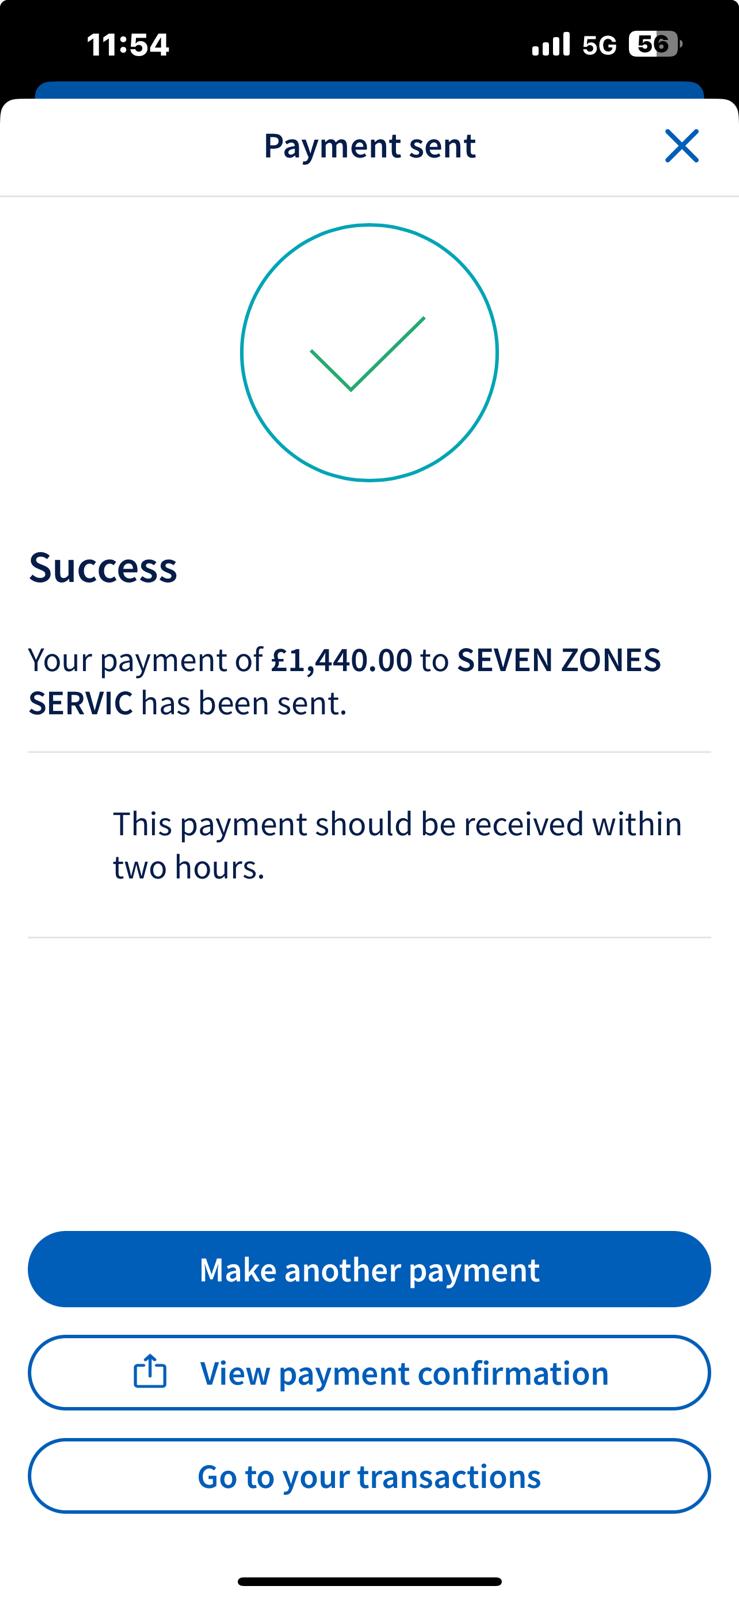 11:54
5G
56
Payment sent
Success
Your payment of £1,440.00 to SEVEN ZONES
SERVIC has been sent.
This payment should be received within
two hours.
Make another payment
View payment confirmation
Go to your transactions